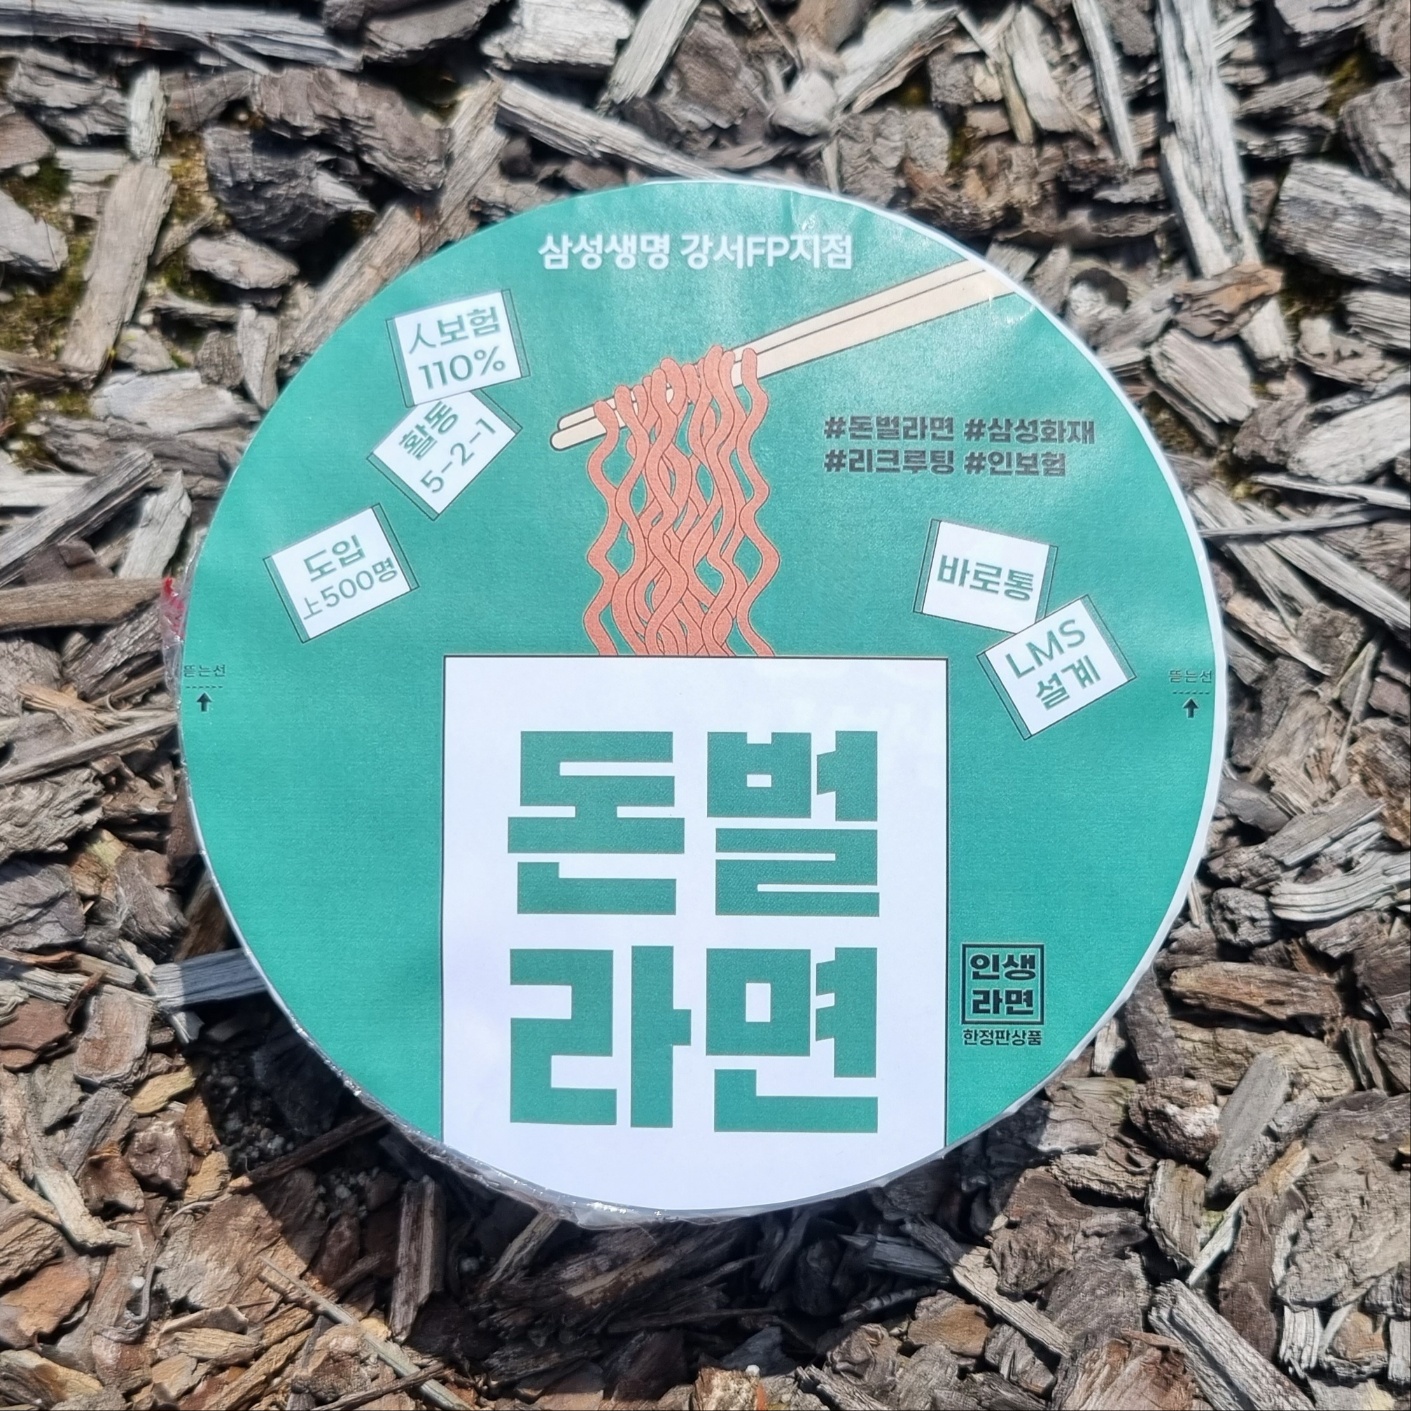 삼성생명 강서FP지점
人보험
110%
활동
5-2-1
#돈벌라면 #삼성화재
#리크루팅 #인보험
도입
上500명
바로통
LMS
설계
뜯는선
뜯는선
돈벌
라면
인생
라면
한정판상품